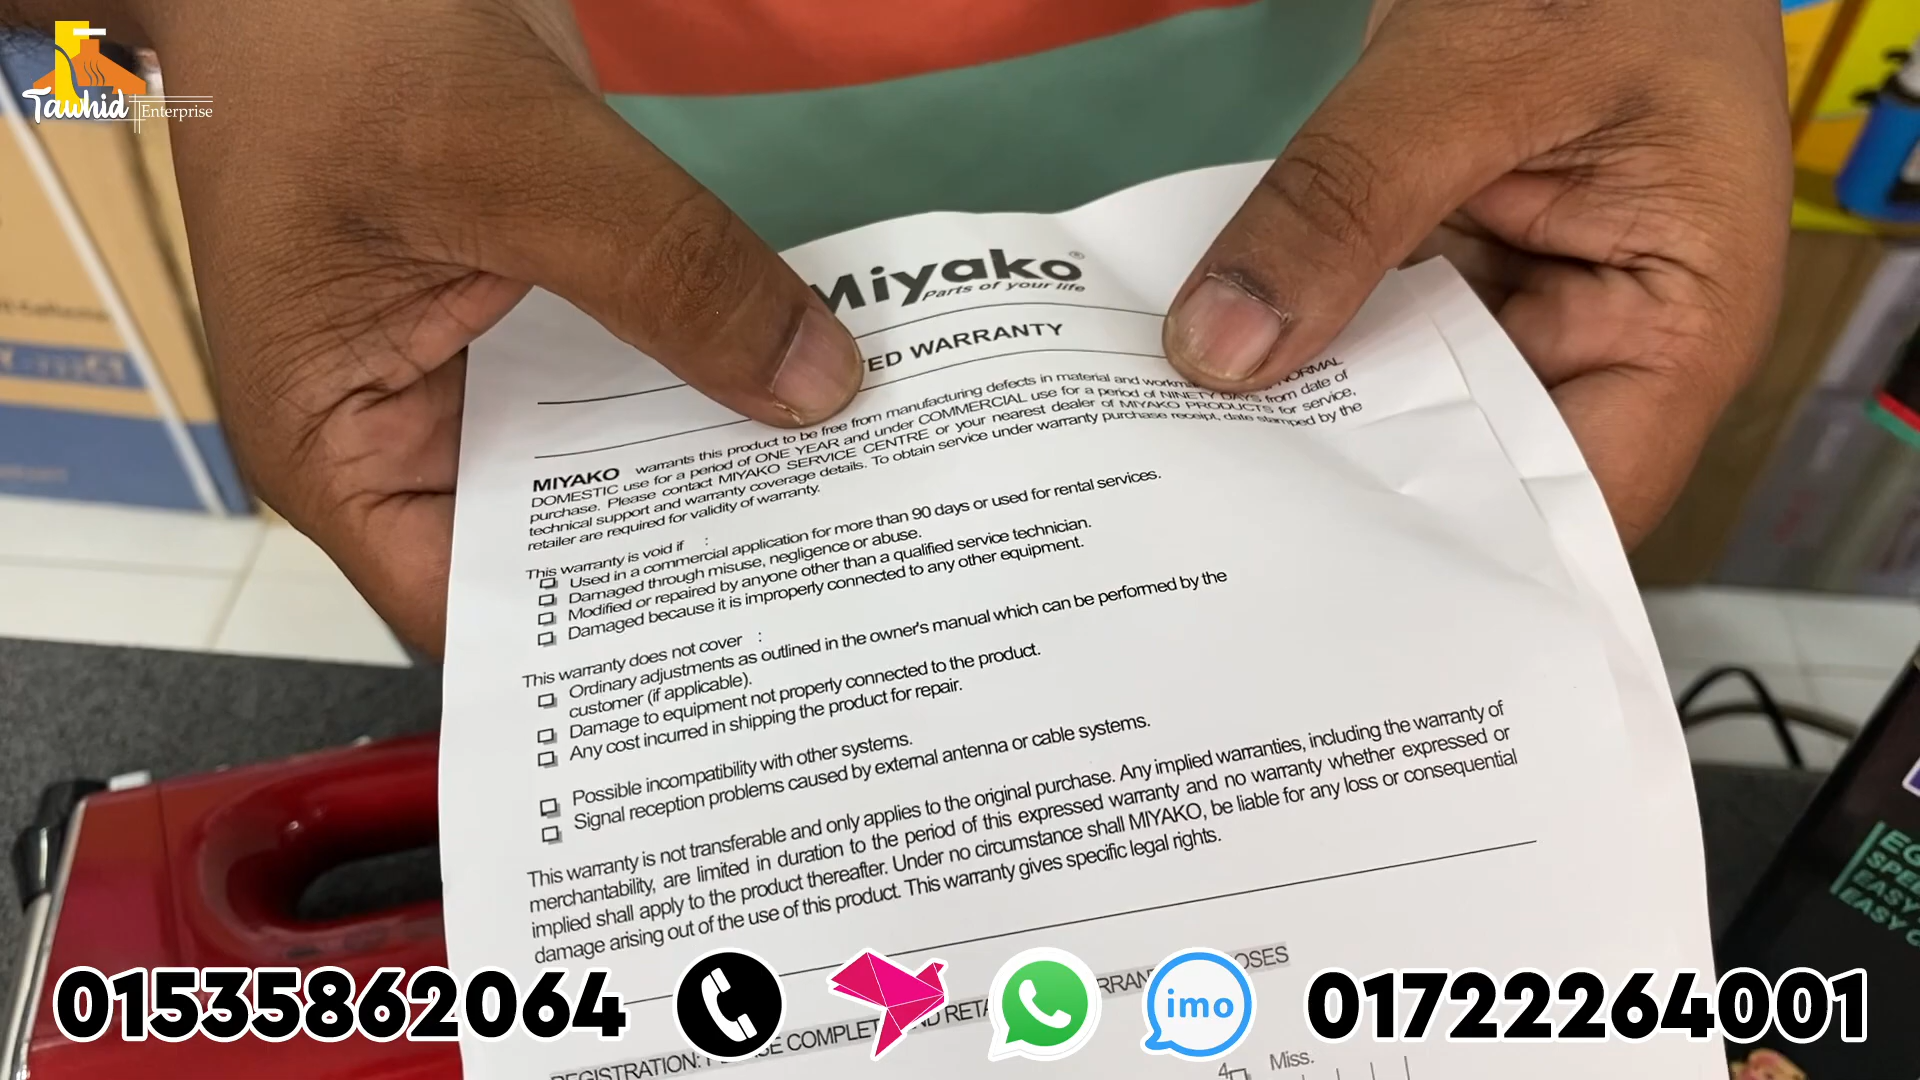 Tawhid Enterprise
Miyako®
Parts of your life
TED WARRANTY
MIYAKO warrants this product to be free from manufacturing defects in material and workma NORMAL
DOMESTIC use for a period of ONE YEAR and under COMMERCIAL use for a period of NINETY DAYS from date of
purchase. Please contact MIYAKO SERVICE CENTRE or your nearest dealer of MIYAKO PRODUCTS for service,
technical support and warranty coverage details. To obtain service under warranty purchase receipt, date stamped by the
retailer are required for validity of warranty.
This warranty is void if :
Used in a commercial application for more than 90 days or used for rental services.
Damaged through misuse, negligence or abuse.
Modified or repaired by anyone other than a qualified service technician.
Damaged because it is improperly connected to any other equipment.
This warranty does not cover :
Ordinary adjustments as outlined in the owner's manual which can be performed by the
customer (if applicable).
Damage to equipment not properly connected to the product.
Any cost incurred in shipping the product for repair.
Possible incompatibility with other systems.
Signal reception problems caused by external antenna or cable systems.
This warranty is not transferable and only applies to the original purchase. Any implied warranties, including the warranty of
merchantability, are limited in duration to the period of this expressed warranty and no warranty whether expressed or
implied shall apply to the product thereafter. Under no circumstance shall MIYAKO, be liable for any loss or consequential
damage arising out of the use of this product. This warranty gives specific legal rights.
REGISTRATION: P SE COMPLET ND RETA RRAN OSES
Miss.
01535862064
imo
01722264001